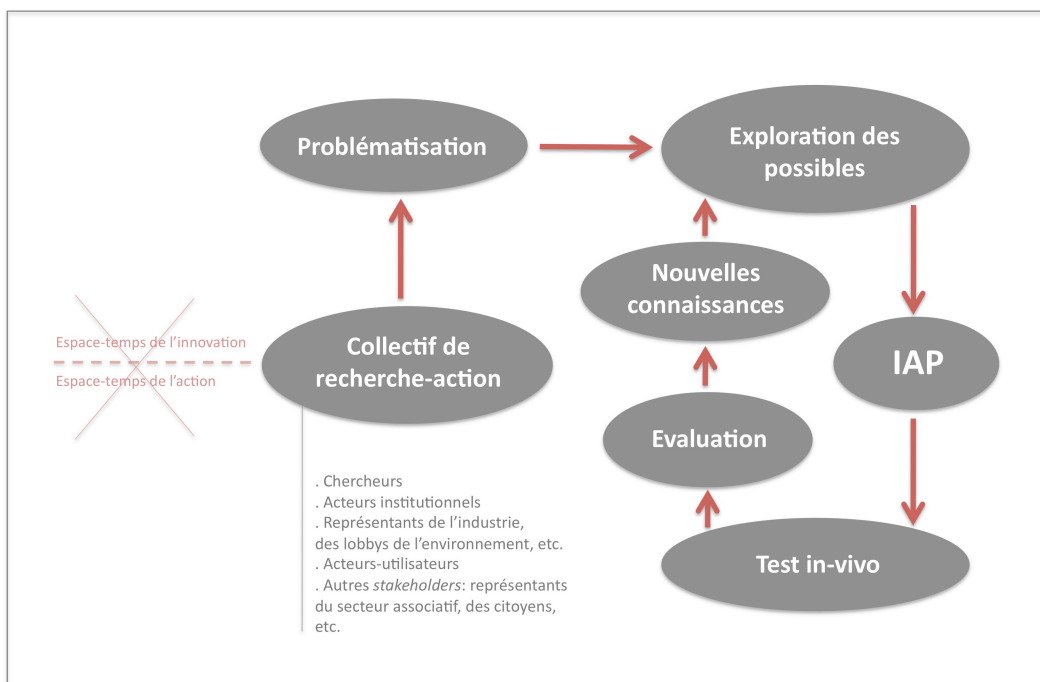 Problématisation
Exploration des
possibles
Nouvelles
connaissances
Espace-temps de l'innovation
Espace-temps de l'action
Collectif de
recherche-action
IAP
Evaluation
. Chercheurs
. Acteurs institutionnels
. Représentants de l'industrie,
des lobbys de l'environnement, etc.
. Acteurs-utilisateurs
. Autres stakeholders: représentants
du secteur associatif, des citoyens,
etc.
Test in-vivo